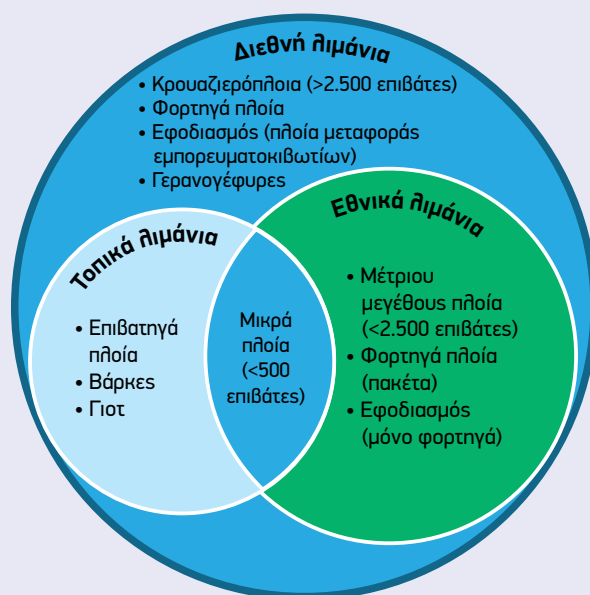 Διεθνή λιμάνια
• Κρουαζιερόπλοια (>2.500 επιβάτες)
• Φορτηγά πλοία
• Εφοδιασμός (πλοία μεταφοράς
εμπορευματοκιβωτίων)
• Γερανογέφυρες
Τοπικά λιμάνια
• Επιβατηγά
πλοία
• Βάρκες
• Γιοτ
Μικρά
πλοία
(<500
επιβάτες)
Εθνικά λιμάνια
• Μέτριου
μεγέθους πλοία
(<2.500 επιβάτες)
• Φορτηγά πλοία
(πακέτα)
• Εφοδιασμός
(μόνο φορτηγά)